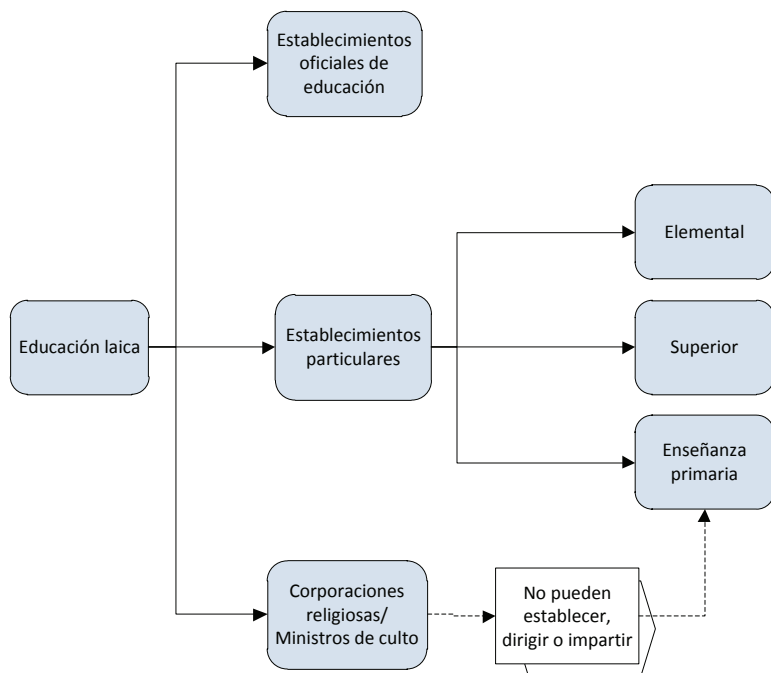 Establecimientos
oficiales de
educación
Elemental
Educación laica
Establecimientos
particulares
Superior
Enseñanza
primaria
Corporaciones
religiosas/
Ministros de culto
No pueden
establecer,
dirigir o impartir